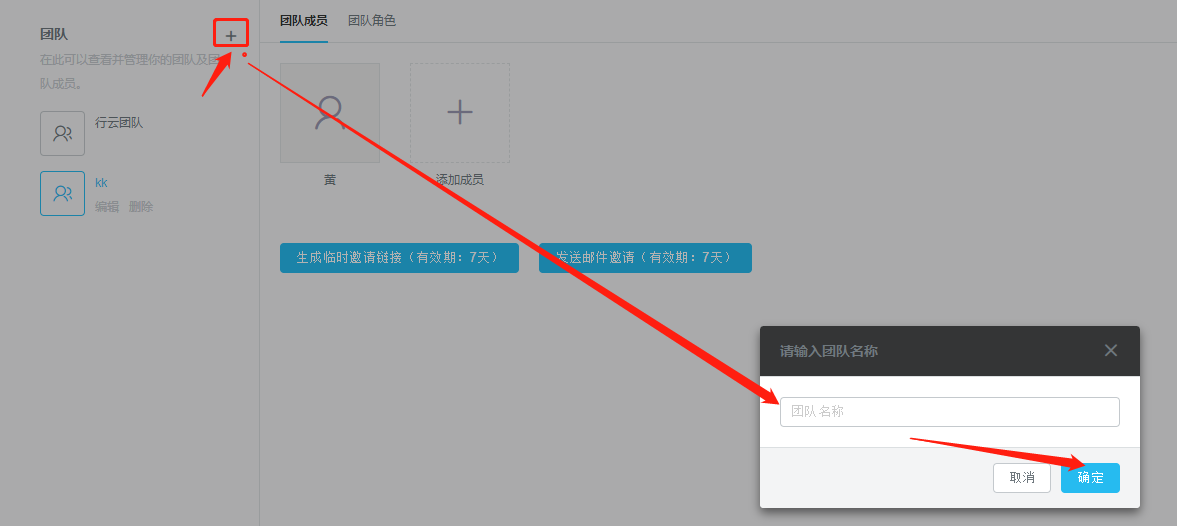 团队
在此可以查看并管理你的团队及团
队成员。
行云团队
kk
编辑 删除
团队成员 团队角色
黄
添加成员
生成临时邀请链接（有效期：7天）
发送邮件邀请（有效期：7天）
请输入团队名称
团队名称
取消 确定